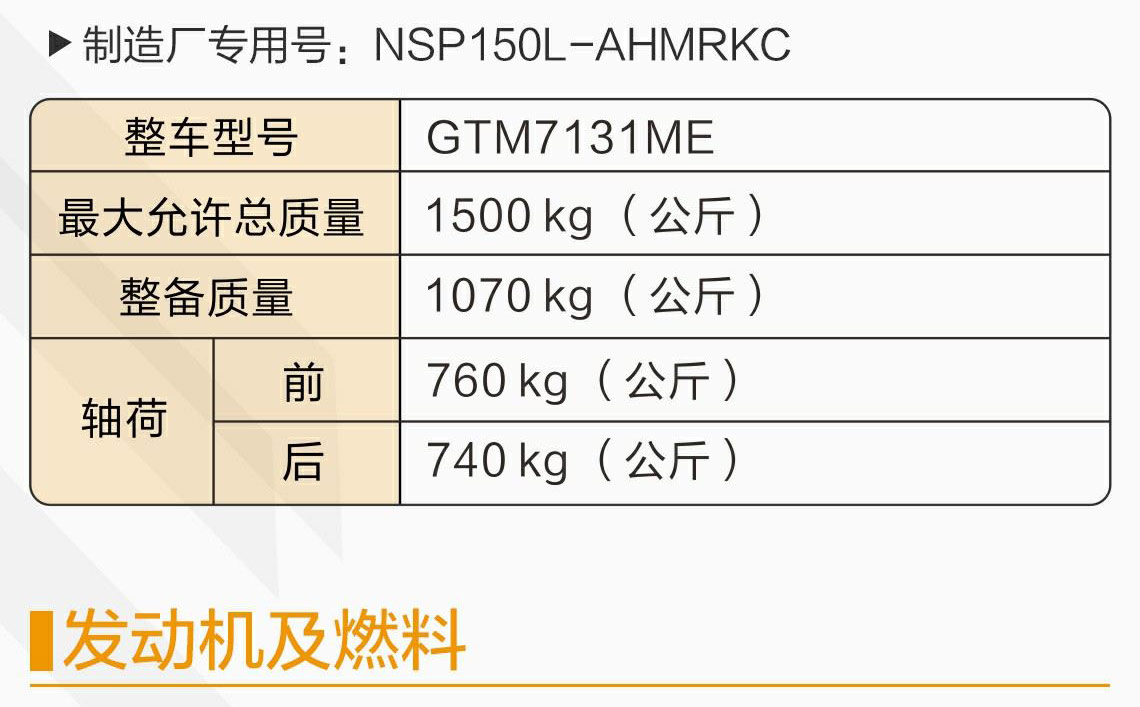 ▶制造厂专用号：NSP150L-AHMRKC
整车型号 GTM7131ME
最大允许总质量 1500 kg（公斤）
整备质量 1070 kg（公斤）
轴荷 前 760 kg（公斤）
后 740 kg（公斤）
发动机及燃料